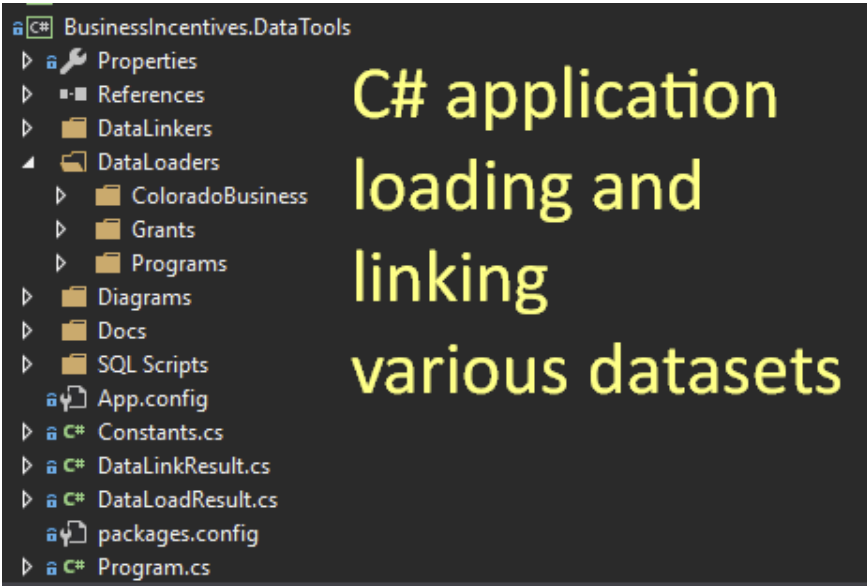 C# BusinessIncentives.DataTools
Properties
References
DataLinkers
DataLoaders
ColoradoBusiness
Grants
Programs
Diagrams
Docs
SQL Scripts
App.config
C# Constants.cs
C# DataLinkResult.cs
C# DataLoadResult.cs
packages.config
C# Program.cs
C# application
loading and
linking
various datasets